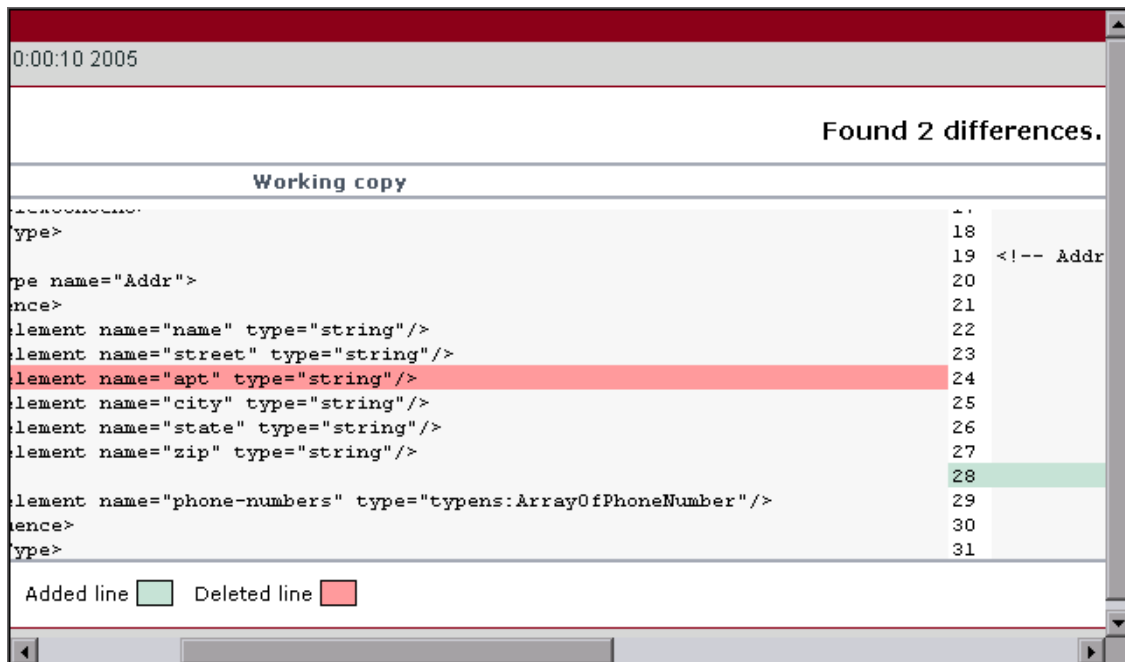 0:00:10 2005
Found 2 differences.
Working copy
ype> 18
19 <!-- Addr
pe name="Addr"> 20
nce> 21
lement name="name" type="string"/> 22
lement name="street" type="string"/> 23
lement name="apt" type="string"/> 24
lement name="city" type="string"/> 25
lement name="state" type="string"/> 26
lement name="zip" type="string"/> 27
28
lement name="phone-numbers" type="typens:ArrayOfPhoneNumber"/> 29
ence> 30
ype> 31
Added line Deleted line